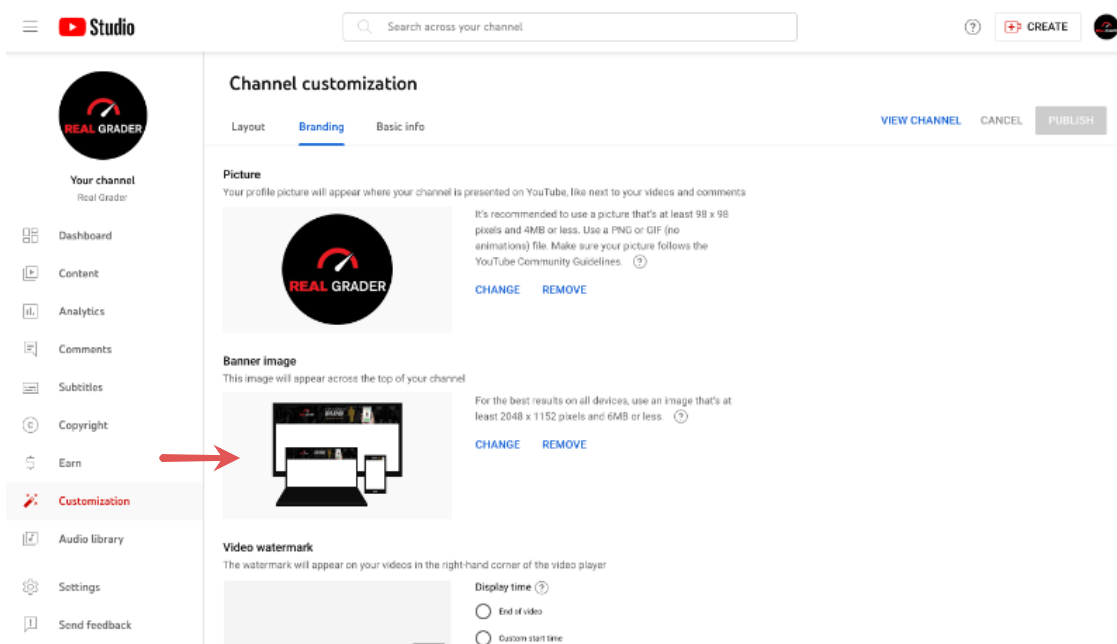 Studio
Search across your channel
CREATE
REAL GRADER
Your channel
Real Grader
Dashboard
Content
Analytics
Comments
Subtitles
Copyright
Earn
Customization
Audio library
Settings
Send feedback
Channel customization
Layout
Branding
Basic info
VIEW CHANNEL
CANCEL
PUBLISH
Picture
Your profile picture will appear where your channel is presented on YouTube, like next to your videos and comments
REAL GRADER
It's recommended to use a picture that's at least 98 x 98
pixels and 4MB or less. Use a PNG or GIF (no
animations) file. Make sure your picture follows the
YouTube Community Guidelines.
CHANGE
REMOVE
Banner image
This image will appear across the top of your channel
For the best results on all devices, use an image that's at
least 2048 x 1152 pixels and 6MB or less.
CHANGE
REMOVE
Video watermark
The watermark will appear on your videos in the right-hand corner of the video player
Display time
End of video
Custom start time